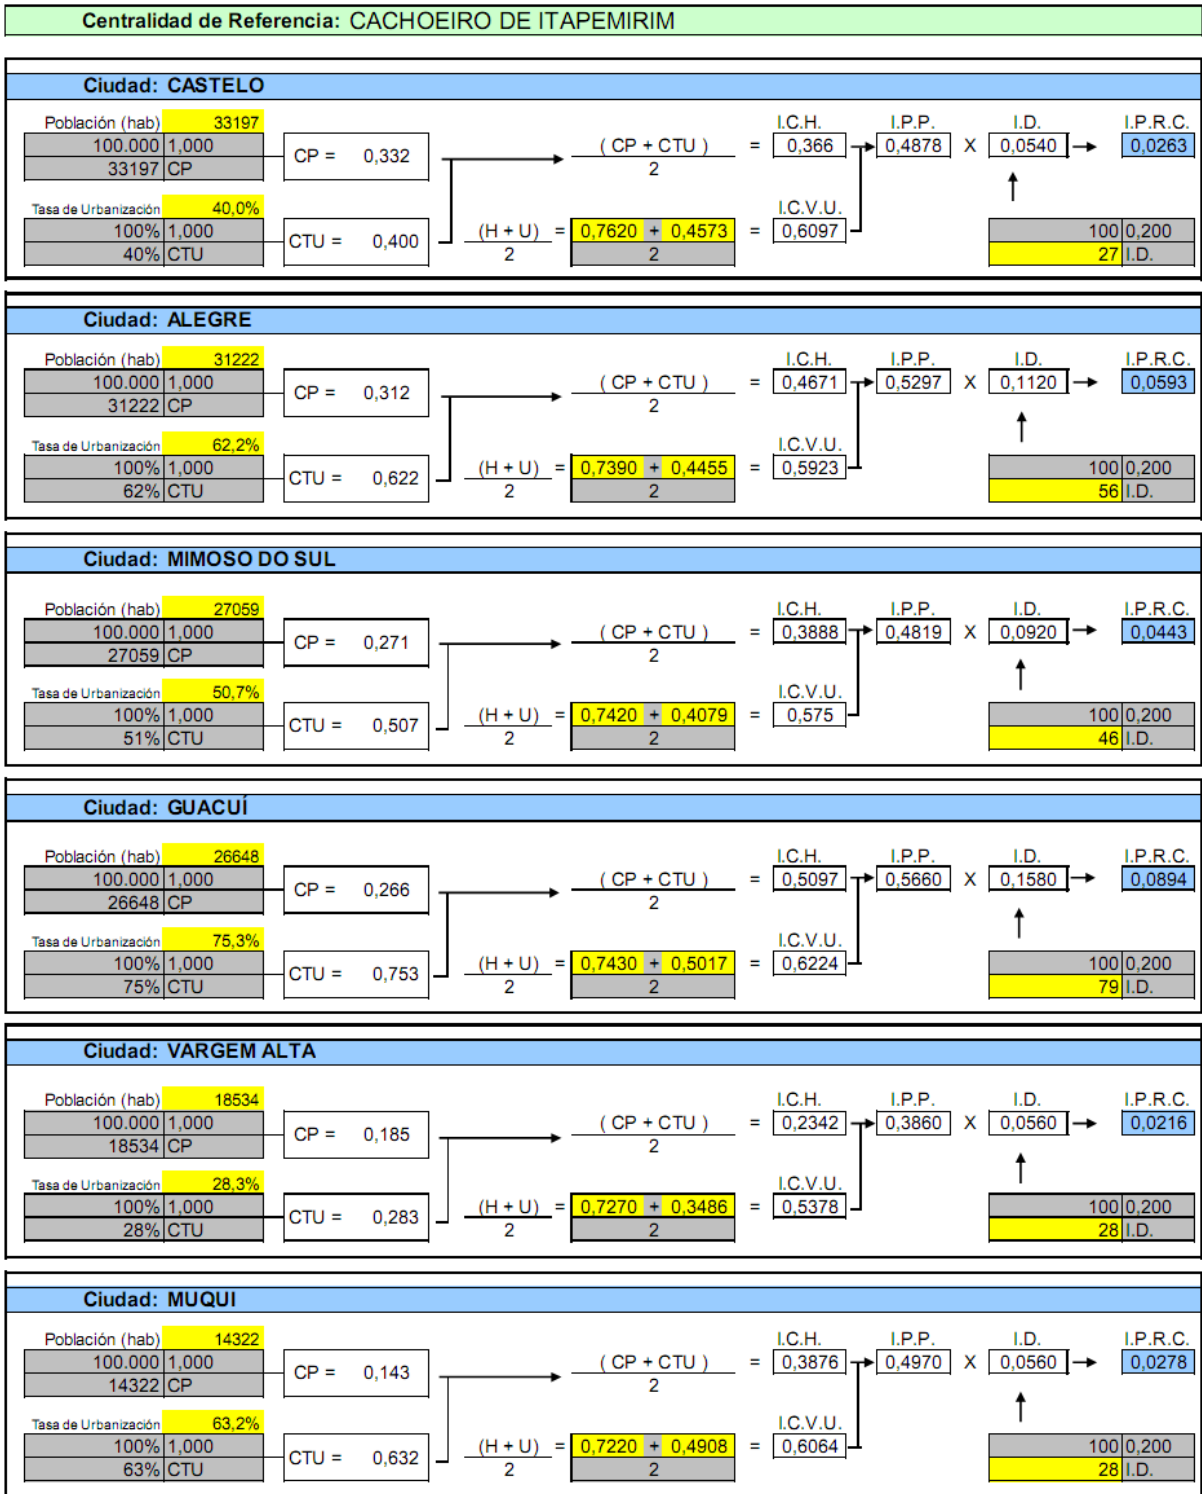 Centralidad de Referencia: CACHOEIRO DE ITAPEMIRIM
Ciudad: CASTELO
Población (hab) 33197 I.C.H. I.P.P. I.D. I.P.R.C.
100.000 1,000 CP = 0,332 ( CP + CTU ) = 0,366 0,4878 X 0,0540 0,0263
33197 CP 2
Tasa de Urbanización 40,0% I.C.V.U.
100% 1,000 CTU = 0,400 (H + U) = 0,7620 + 0,4573 = 0,6097 100 0,200
40% CTU 2 2 27 I.D.
Ciudad: ALEGRE
Población (hab) 31222 I.C.H. I.P.P. I.D. I.P.R.C.
100.000 1,000 CP = 0,312 ( CP + CTU ) = 0,4671 0,5297 X 0,1120 0,0593
31222 CP 2
Tasa de Urbanización 62,2% I.C.V.U.
100% 1,000 CTU = 0,622 (H + U) = 0,7390 + 0,4455 = 0,5923 100 0,200
62% CTU 2 2 56 I.D.
Ciudad: MIMOSO DO SUL
Población (hab) 27059 I.C.H. I.P.P. I.D. I.P.R.C.
100.000 1,000 CP = 0,271 ( CP + CTU ) = 0,3888 0,4819 X 0,0920 0,0443
27059 CP 2
Tasa de Urbanización 50,7% I.C.V.U.
100% 1,000 CTU = 0,507 (H + U) = 0,7420 + 0,4079 = 0,575 100 0,200
51% CTU 2 2 46 I.D.
Ciudad: GUACUÍ
Población (hab) 26648 I.C.H. I.P.P. I.D. I.P.R.C.
100.000 1,000 CP = 0,266 ( CP + CTU ) = 0,5097 0,5660 X 0,1580 0,0894
26648 CP 2
Tasa de Urbanización 75,3% I.C.V.U.
100% 1,000 CTU = 0,753 (H + U) = 0,7430 + 0,5017 = 0,6224 100 0,200
75% CTU 2 2 79 I.D.
Ciudad: VARGEM ALTA
Población (hab) 18534 I.C.H. I.P.P. I.D. I.P.R.C.
100.000 1,000 CP = 0,185 ( CP + CTU ) = 0,2342 0,3860 X 0,0560 0,0216
18534 CP 2
Tasa de Urbanización 28,3% I.C.V.U.
100% 1,000 CTU = 0,283 (H + U) = 0,7270 + 0,3486 = 0,5378 100 0,200
28% CTU 2 2 28 I.D.
Ciudad: MUQUI
Población (hab) 14322 I.C.H. I.P.P. I.D. I.P.R.C.
100.000 1,000 CP = 0,143 ( CP + CTU ) = 0,3876 0,4970 X 0,0560 0,0278
14322 CP 2
Tasa de Urbanización 63,2% I.C.V.U.
100% 1,000 CTU = 0,632 (H + U) = 0,7220 + 0,4908 = 0,6064 100 0,200
63% CTU 2 2 28 I.D.